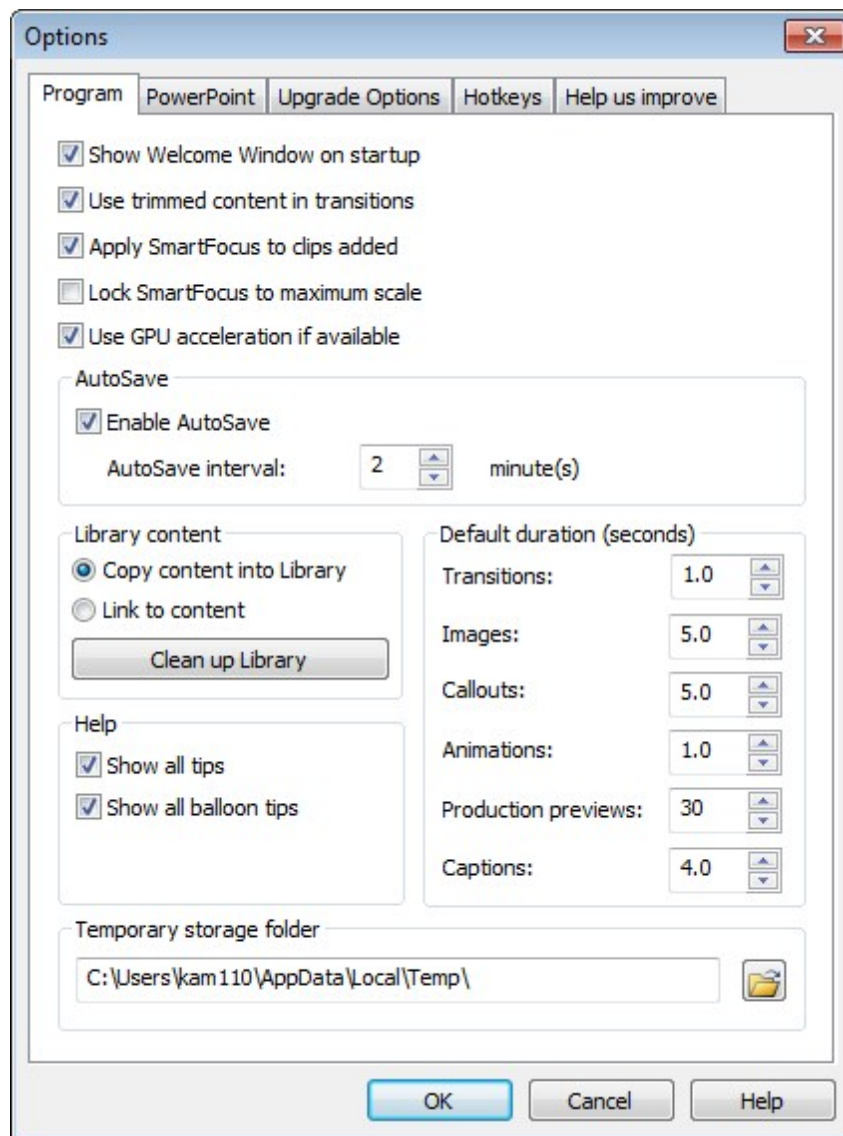 Options
Program PowerPoint Upgrade Options Hotkeys Help us improve
Show Welcome Window on startup
Use trimmed content in transitions
Apply SmartFocus to clips added
Lock SmartFocus to maximum scale
Use GPU acceleration if available
AutoSave
Enable AutoSave
AutoSave interval: 2 minute(s)
Library content
Copy content into Library
Link to content
Clean up Library
Help
Show all tips
Show all balloon tips
Default duration (seconds)
Transitions: 1.0
Images: 5.0
Callouts: 5.0
Animations: 1.0
Production previews: 30
Captions: 4.0
Temporary storage folder
C:\Users\kam110\AppData\Local\Temp\
OK Cancel Help